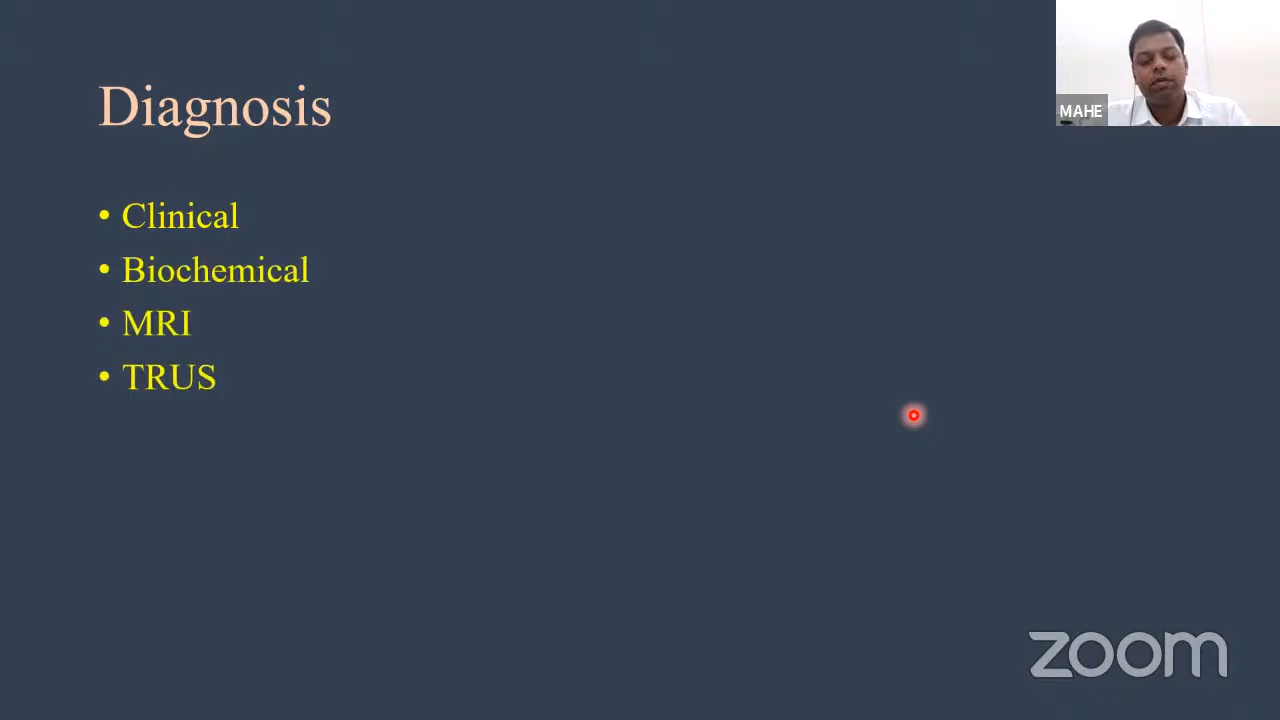 MAHE
Diagnosis
• Clinical
• Biochemical
• MRI
• TRUS
zoom